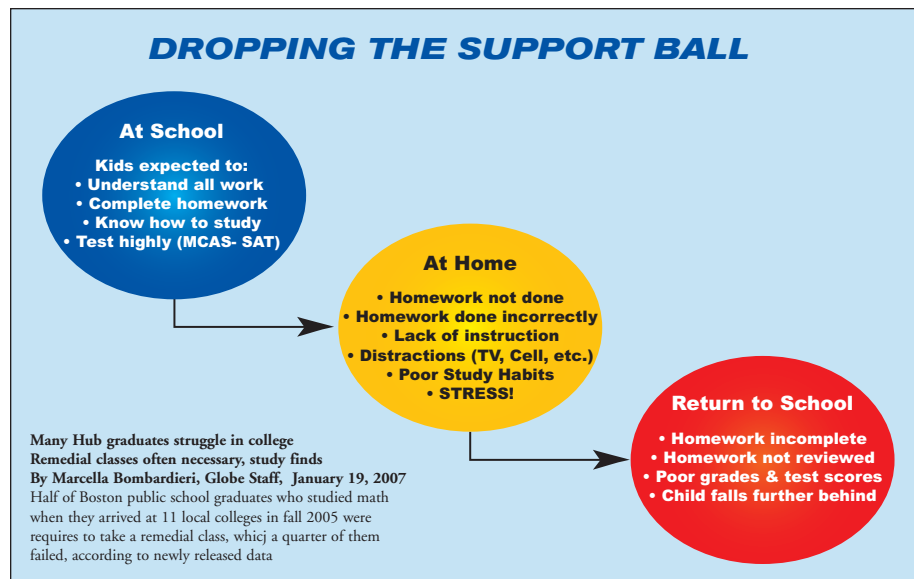 DROPPING THE SUPPORT BALL
At School
Kids expected to:
• Understand all work
• Complete homework
• Know how to study
• Test highly (MCAS- SAT)
At Home
• Homework not done
• Homework done incorrectly
• Lack of instruction
• Distractions (TV, Cell, etc.)
• Poor Study Habits
• STRESS!
Return to School
• Homework incomplete
• Homework not reviewed
• Poor grades & test scores
• Child falls further behind
Many Hub graduates struggle in college
Remedial classes often necessary, study finds
By Marcella Bombardieri, Globe Staff, January 19, 2007
Half of Boston public school graduates who studied math
when they arrived at 11 local colleges in fall 2005 were
requires to take a remedial class, whicj a quarter of them
failed, according to newly released data